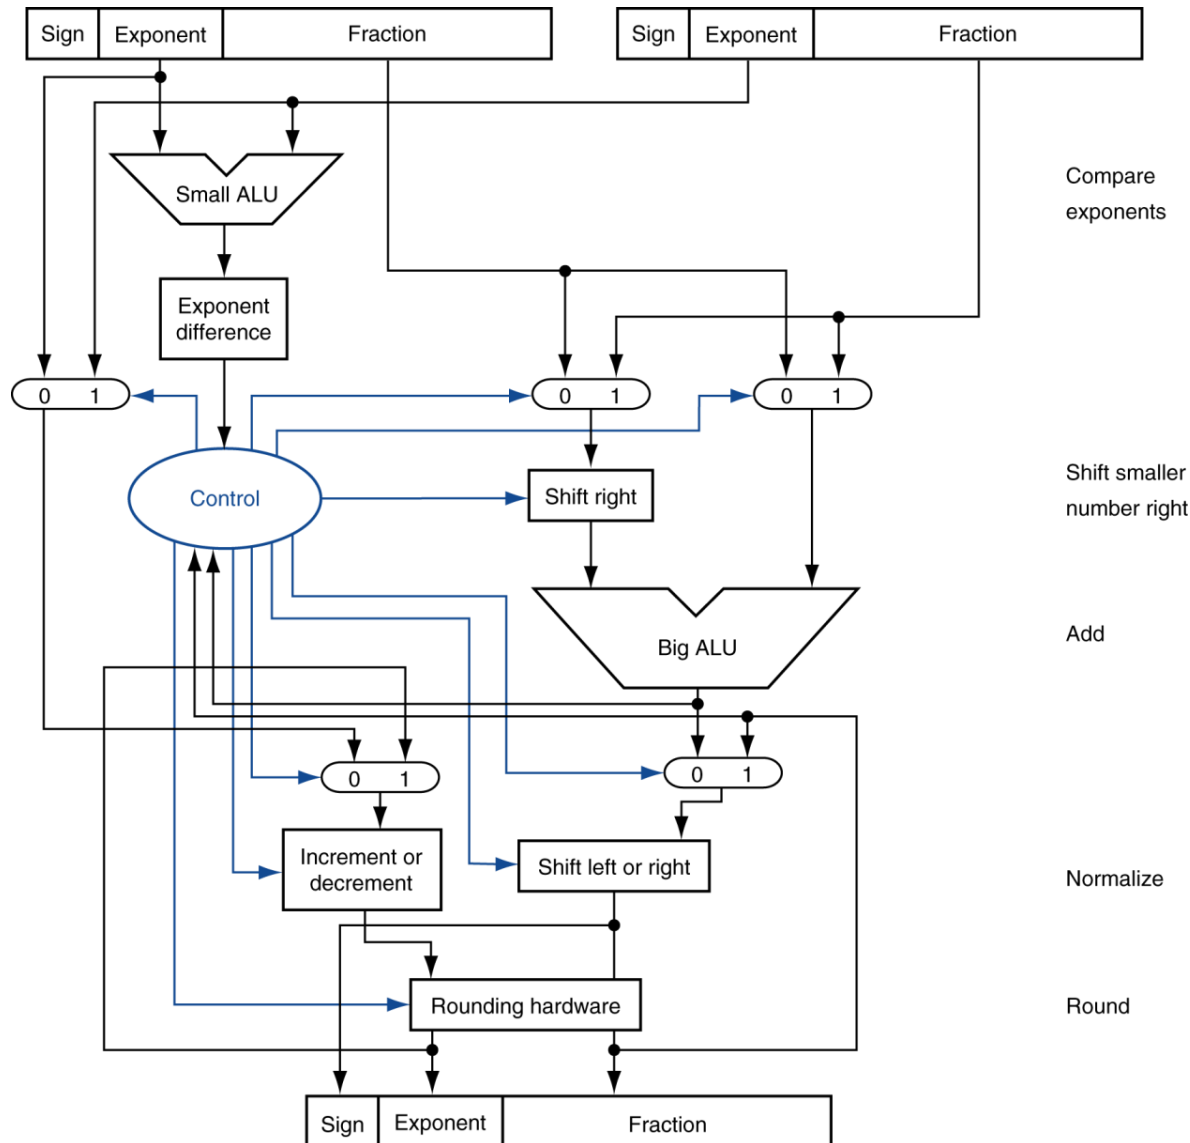 Sign Exponent Fraction Sign Exponent Fraction
Small ALU
Compare
exponents
Exponent
difference
0 1 0 1 0 1
Control
Shift right
Shift smaller
number right
Big ALU
Add
0 1 0 1
Increment or
decrement
Shift left or right
Normalize
Rounding hardware
Round
Sign Exponent Fraction